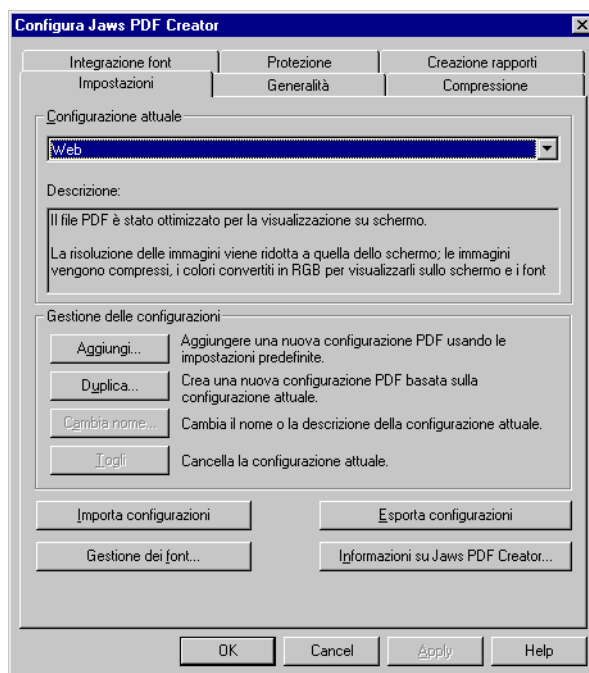 Configura Jaws PDF Creator
Integrazione font
Protezione
Creazione rapporti
Impostazioni
Generalità
Compressione
Configurazione attuale
Web
Descrizione:
Il file PDF è stato ottimizzato per la visualizzazione su schermo.
La risoluzione delle immagini viene ridotta a quella dello schermo; le immagini
vengono compressi, i colori convertiti in RGB per visualizzarli sullo schermo e i font
Gestione delle configurazioni
Aggiungi...
Aggiungere una nuova configurazione PDF usando le
impostazioni predefinite.
Duplica...
Crea una nuova configurazione PDF basata sulla
configurazione attuale.
Cambia nome...
Cambia il nome o la descrizione della configurazione attuale.
Togli
Cancella la configurazione attuale.
Importa configurazioni
Esporta configurazioni
Gestione dei font...
Informazioni su Jaws PDF Creator...
OK
Cancel
Apply
Help